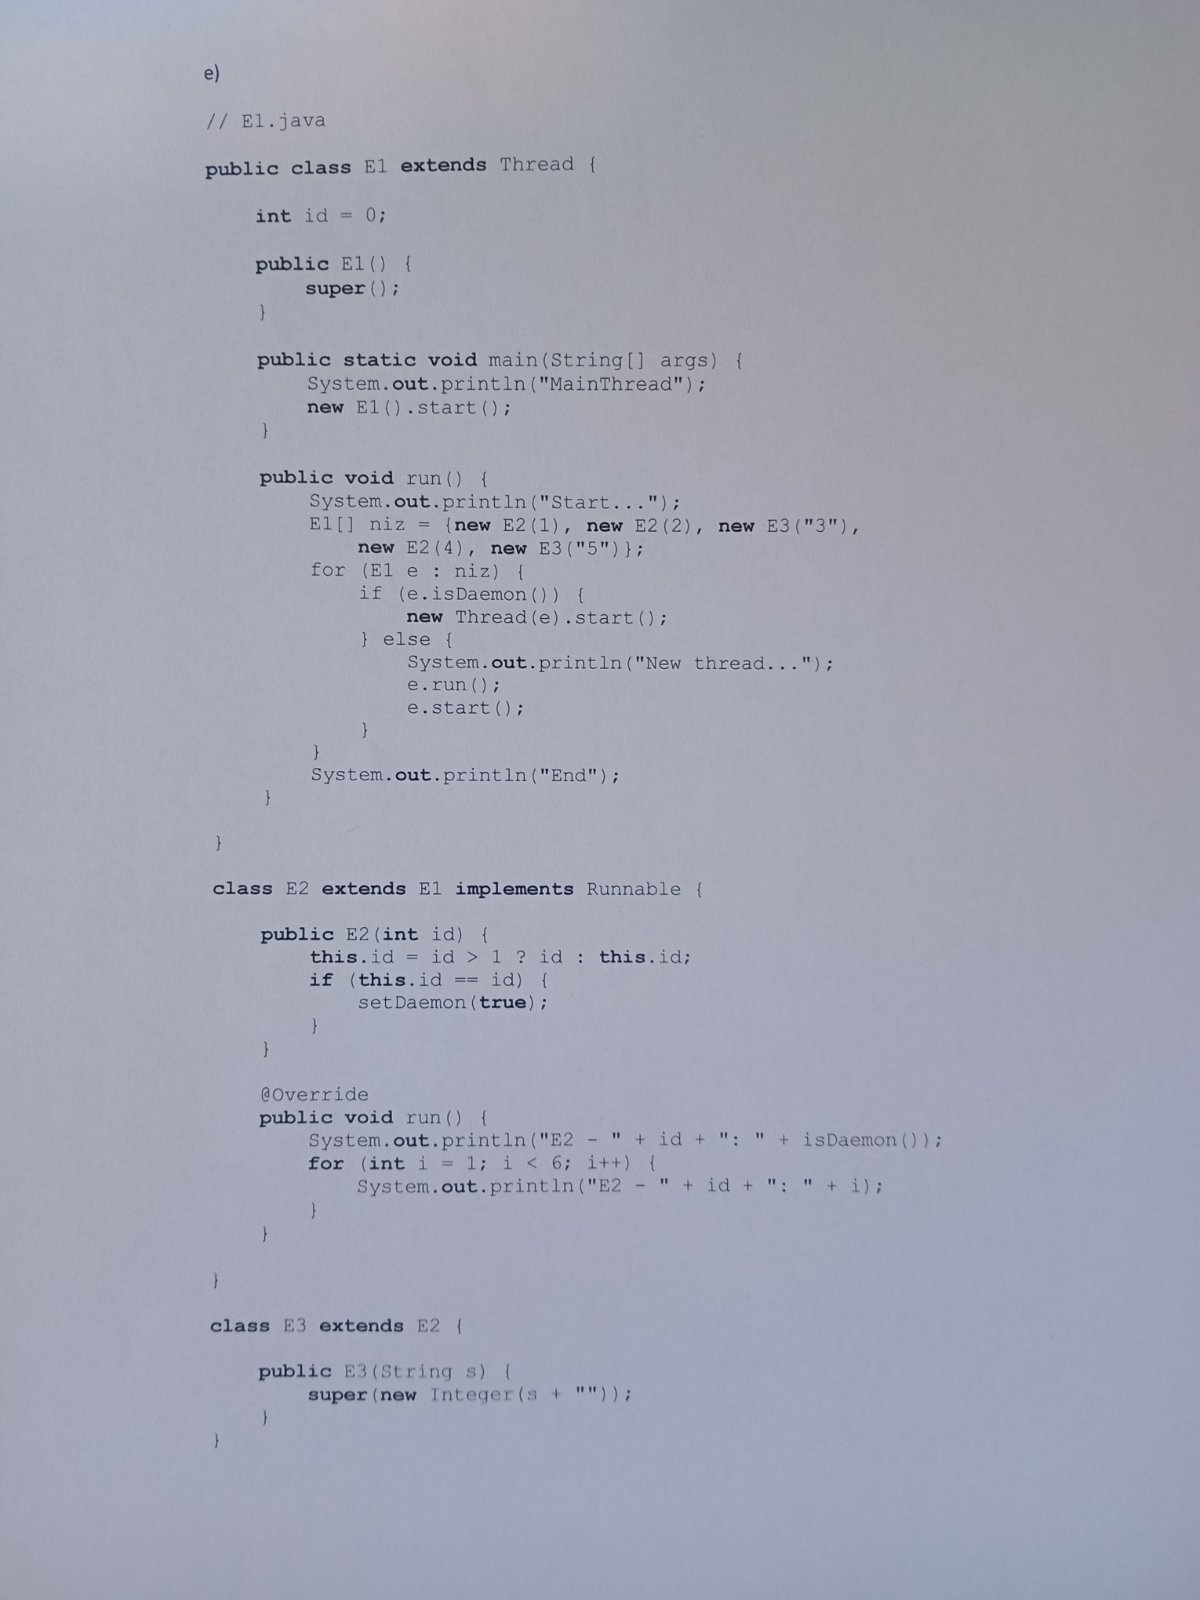 e)
// E1.java
public class E1 extends Thread {
int id = 0;
public E1() {
super();
}
public static void main(String[] args) {
System.out.println("MainThread");
new E1().start();
}
public void run() {
System.out.println("Start...");
E1[] niz = {new E2(1), new E2(2), new E3("3"),
new E2(4), new E3("5")};
for (E1 e : niz) {
if (e.isDaemon()) {
new Thread(e).start();
} else {
System.out.println("New thread...");
e.run();
e.start();
}
}
System.out.println("End");
}
}
class E2 extends E1 implements Runnable {
public E2(int id) {
this.id = id > 1 ? id : this.id;
if (this.id == id) {
setDaemon(true);
}
}
@Override
public void run() {
System.out.println("E2 - " + id + ": " + isDaemon());
for (int i = 1; i < 6; i++) {
System.out.println("E2 - " + id + ": " + i);
}
}
}
class E3 extends E2 {
public E3(String s) {
super(new Integer(s + ""));
}
}